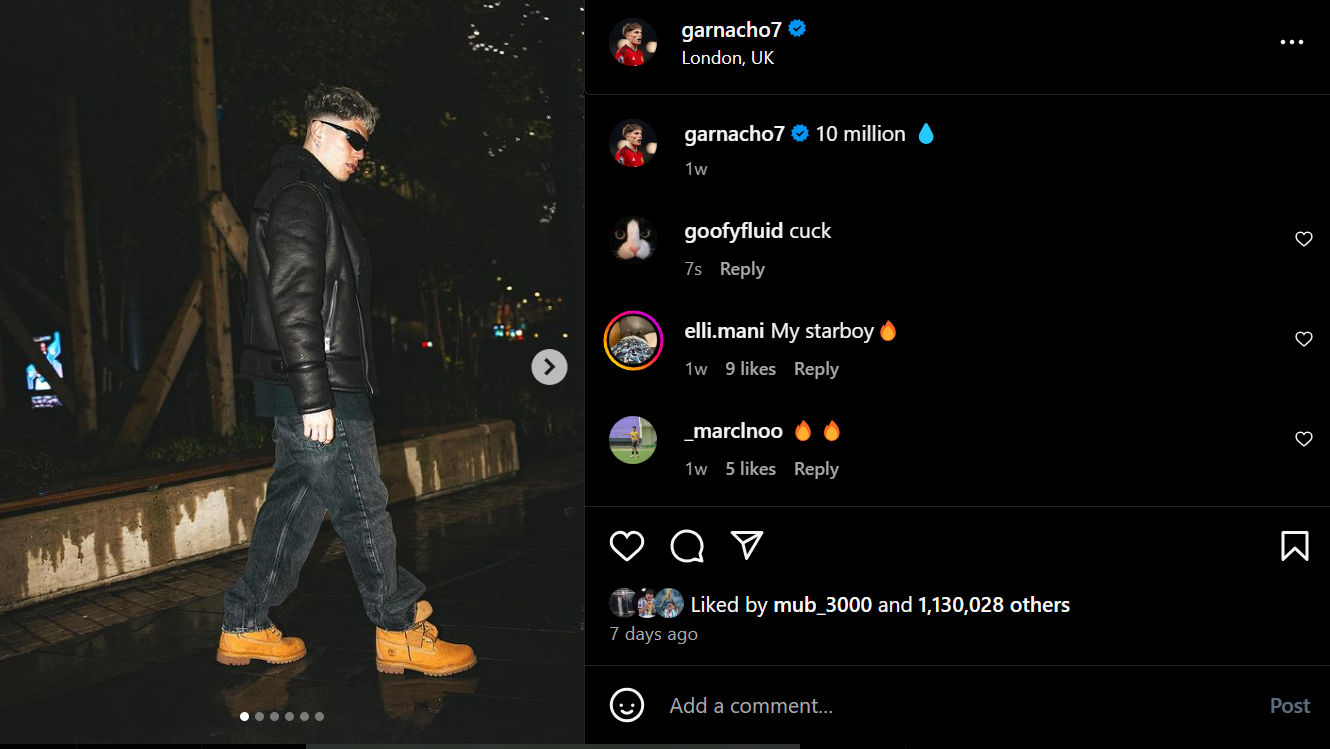 garnacho7
London, UK
garnacho7 10 million 💧
1w
goofyfluid cuck
7s Reply
elli.mani My starboy🔥
1w 9 likes Reply
_marclnoo 🔥 🔥
1w 5 likes Reply
Liked by mub_3000 and 1,130,028 others
7 days ago
Add a comment...
Post